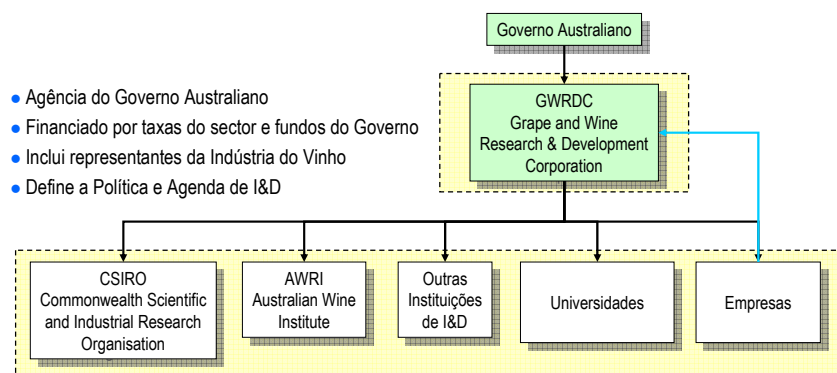 Governo Australiano
● Agência do Governo Australiano
● Financiado por taxas do sector e fundos do Governo
● Inclui representantes da Indústria do Vinho
● Define a Política e Agenda de I&D
GWRDC
Grape and Wine
Research & Development
Corporation
CSIRO
Commonwealth Scientific
and Industrial Research
Organisation
AWRI
Australian Wine
Institute
Outras
Instituições
de I&D
Universidades
Empresas